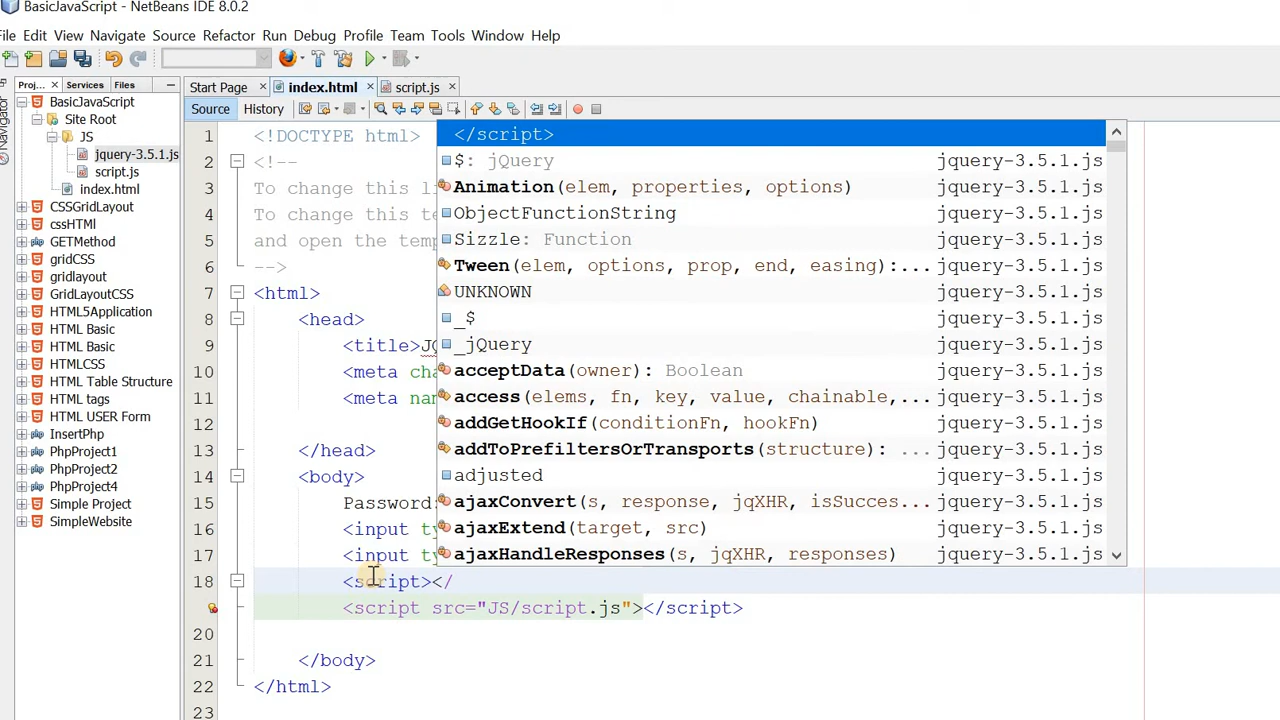 BasicJavaScript - NetBeans IDE 8.0.2
File Edit View Navigate Source Refactor Run Debug Profile Team Tools Window Help
Proj... Services Files
Start Page index.html script.js
Source History
Navigator
BasicJavaScript
Site Root
JS
jquery-3.5.1.js
script.js
index.html
CSSGridLayout
cssHTMl
GETMethod
gridCSS
gridlayout
GridLayoutCSS
HTML5Application
HTML Basic
HTML Basic
HTMLCSS
HTML Table Structure
HTML tags
HTML USER Form
InsertPhp
PhpProject1
PhpProject2
PhpProject4
Simple Project
SimpleWebsite
1 <!DOCTYPE html>
2 <!--
3 To change this li
4 To change this te
5 and open the temp
6 -->
7 <html>
8 <head>
9 <title>JQ
10 <meta cha
11 <meta nam
12
13 </head>
14 <body>
15 Password:
16 <input ty
17 <input ty
18 <script></
<script src="JS/script.js"></script>
20
21 </body>
22 </html>
23
</script>
$: jQuery jquery-3.5.1.js
Animation(elem, properties, options) jquery-3.5.1.js
ObjectFunctionString jquery-3.5.1.js
Sizzle: Function jquery-3.5.1.js
Tween(elem, options, prop, end, easing):... jquery-3.5.1.js
UNKNOWN jquery-3.5.1.js
_$ jquery-3.5.1.js
_jQuery jquery-3.5.1.js
acceptData(owner): Boolean jquery-3.5.1.js
access(elems, fn, key, value, chainable,... jquery-3.5.1.js
addGetHookIf(conditionFn, hookFn) jquery-3.5.1.js
addToPrefiltersOrTransports(structure): ... jquery-3.5.1.js
adjusted jquery-3.5.1.js
ajaxConvert(s, response, jqXHR, isSucces... jquery-3.5.1.js
ajaxExtend(target, src) jquery-3.5.1.js
ajaxHandleResponses(s, jqXHR, responses) jquery-3.5.1.js